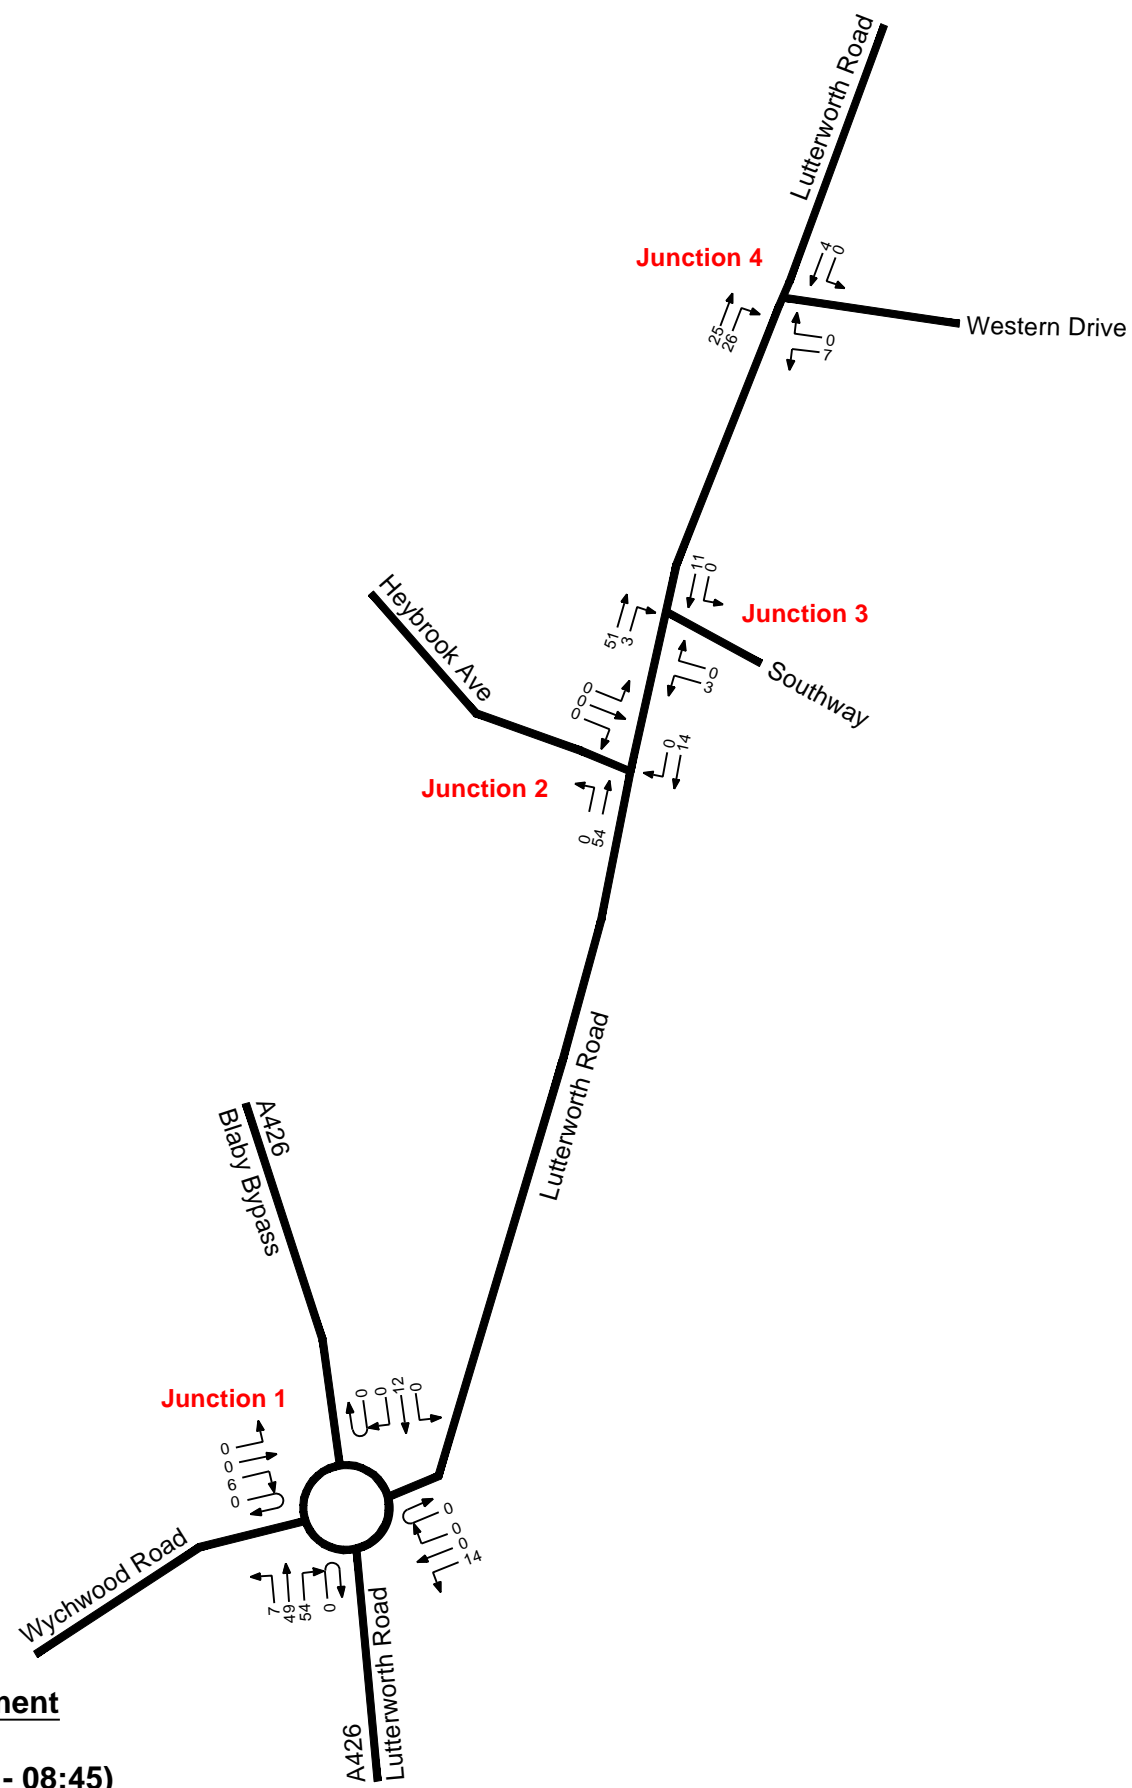 Lutterworth Road
Junction 4
4
0
25
26
0
7
Western Drive
Heybrook Ave
11
0
51
3
Junction 3
0
3
Southway
0
0
0
0
14
Junction 2
0
54
Lutterworth Road
A426
Blaby Bypass
Junction 1
0
0
12
0
0
0
6
0
0
0
0
14
Wychwood Road
7
49
54
0
A426
Lutterworth Road
nent
- 08:45)